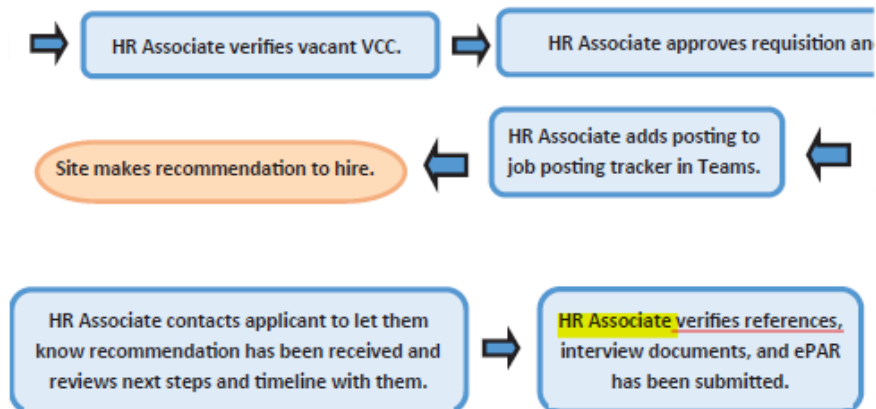 HR Associate verifies vacant VCC.
HR Associate approves requisition an
HR Associate adds posting to
job posting tracker in Teams.
Site makes recommendation to hire.
HR Associate contacts applicant to let them
know recommendation has been received and
reviews next steps and timeline with them.
HR Associate verifies references,
interview documents, and ePAR
has been submitted.